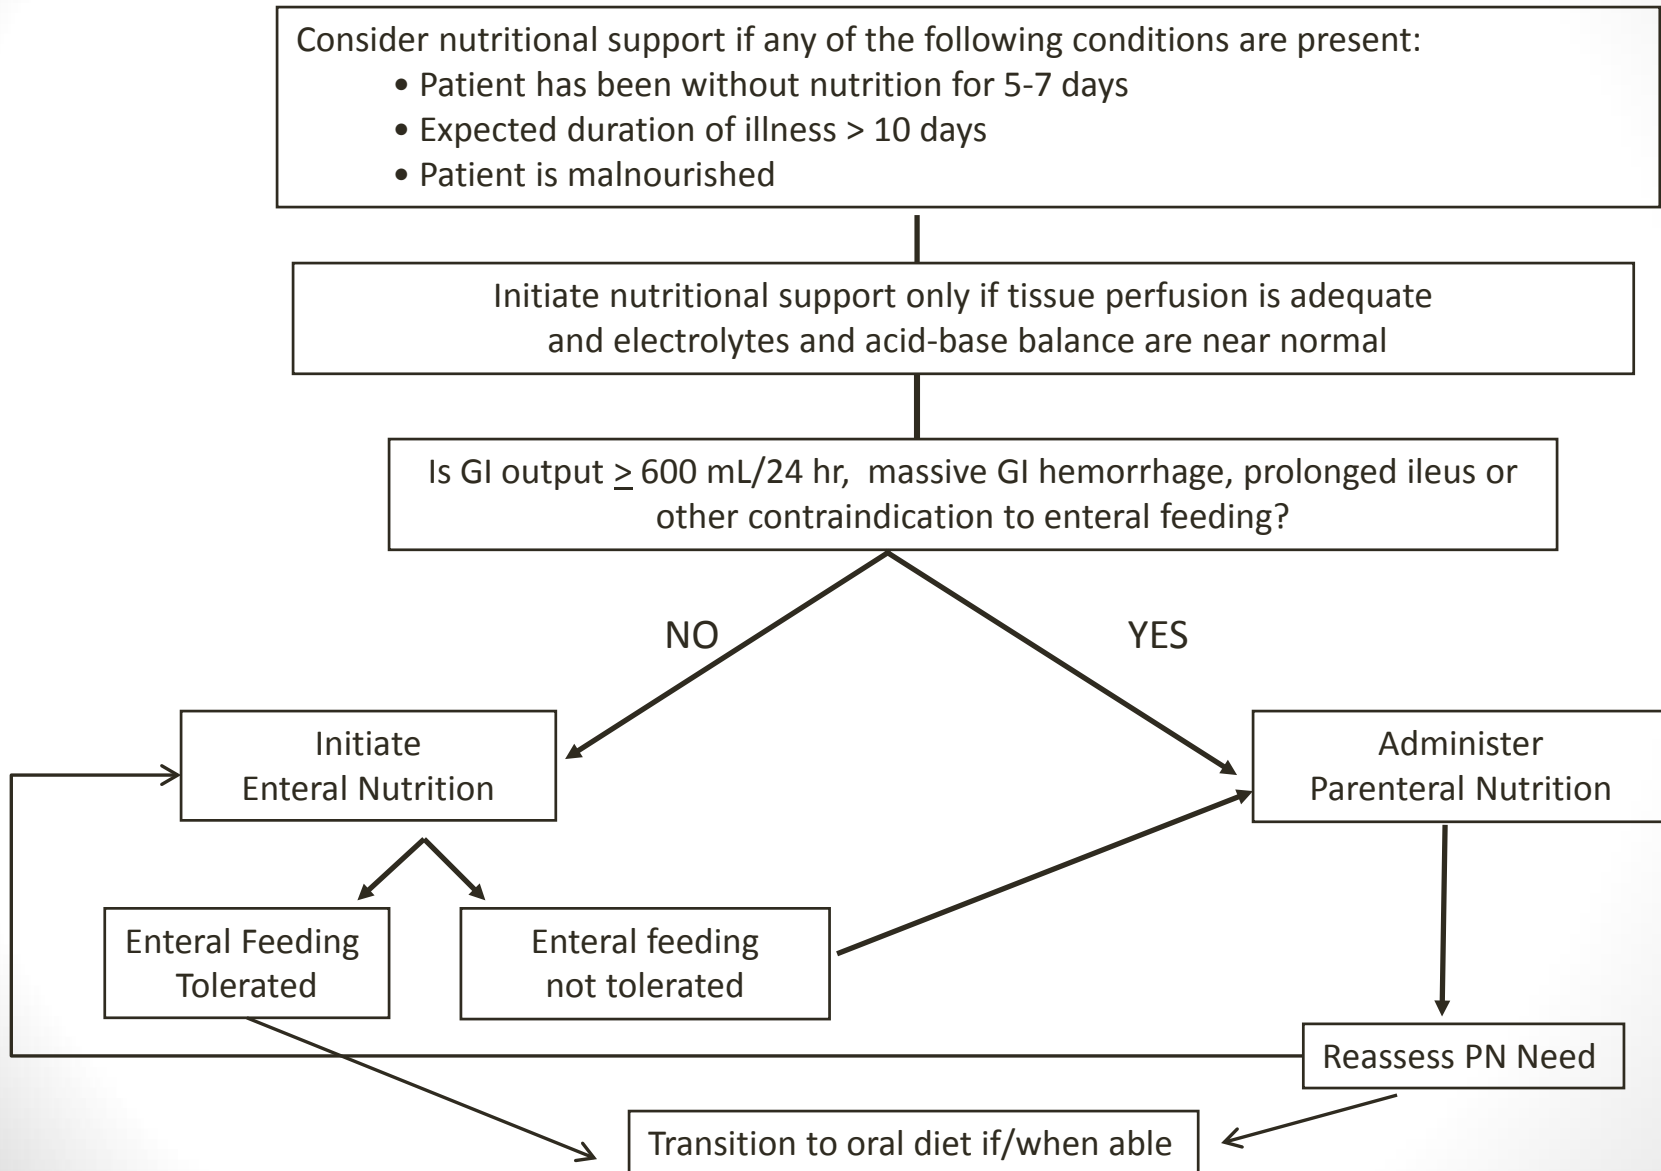 Consider nutritional support if any of the following conditions are present:
• Patient has been without nutrition for 5-7 days
• Expected duration of illness > 10 days
• Patient is malnourished
Initiate nutritional support only if tissue perfusion is adequate
and electrolytes and acid-base balance are near normal
Is GI output ≥ 600 mL/24 hr, massive GI hemorrhage, prolonged ileus or
other contraindication to enteral feeding?
NO
YES
Initiate
Enteral Nutrition
Administer
Parenteral Nutrition
Enteral Feeding
Tolerated
Enteral feeding
not tolerated
Reassess PN Need
Transition to oral diet if/when able